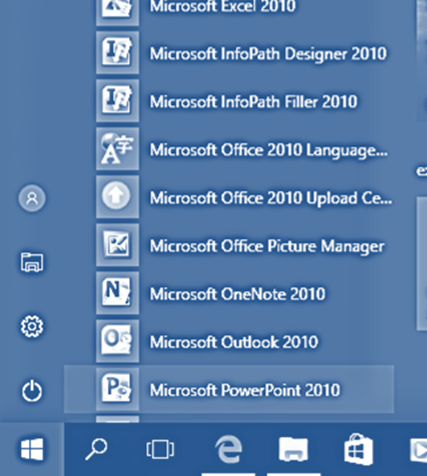 Microsoft Excel 2010
Microsoft InfoPath Designer 2010
Microsoft InfoPath Filler 2010
Microsoft Office 2010 Language...
Microsoft Office 2010 Upload Ce...
Microsoft Office Picture Manager
Microsoft OneNote 2010
Microsoft Outlook 2010
Microsoft PowerPoint 2010